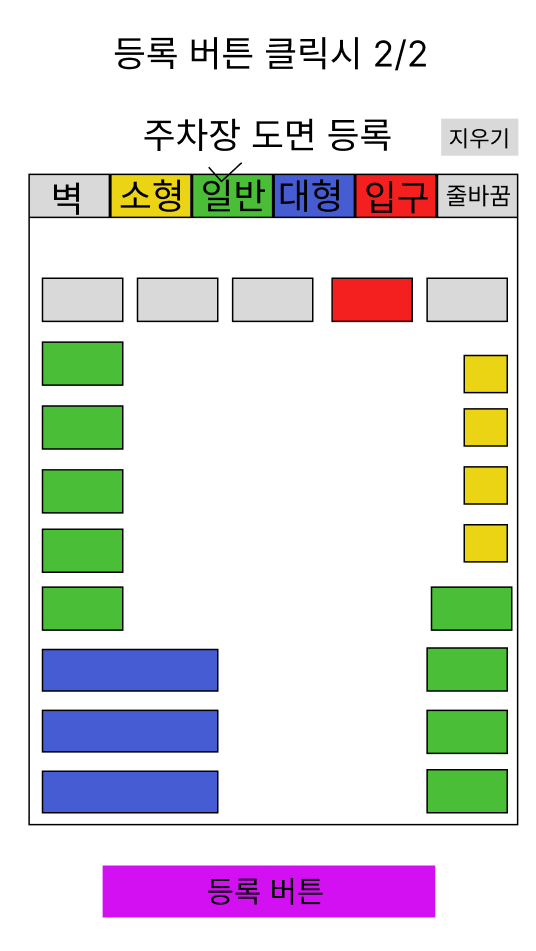 등록 버튼 클릭시 2/2
주차장 도면 등록 지우기
벽 소형 일반 대형 입구 줄바꿈
등록 버튼